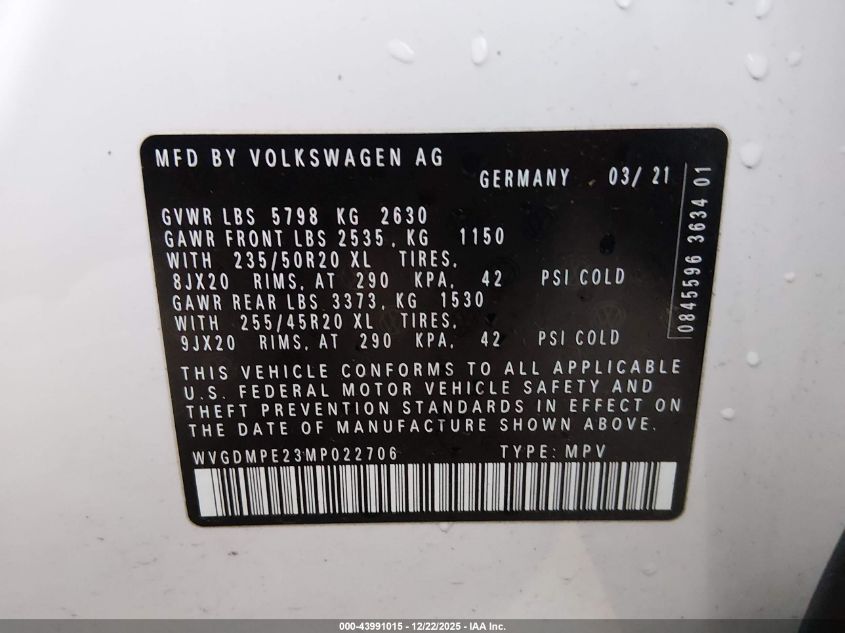 MFD BY VOLKSWAGEN AG
GERMANY 03/ 21
GVWR LBS 5798 KG 2630
GAWR FRONT LBS 2535, KG 1150
WITH 235/50R20 XL TIRES,
8JX20 RIMS, AT 290 KPA, 42 PSI COLD
GAWR REAR LBS 3373, KG 1530
WITH 255/45R20 XL TIRES,
9JX20 RIMS, AT 290 KPA, 42 PSI COLD
THIS VEHICLE CONFORMS TO ALL APPLICABLE
U.S. FEDERAL MOTOR VEHICLE SAFETY AND
THEFT PREVENTION STANDARDS IN EFFECT ON
THE DATE OF MANUFACTURE SHOWN ABOVE.
WVGDMPE23MP022706 TYPE: MPV
0845596 3634 01
000-43991015 - 12/22/2025 - IAA Inc.